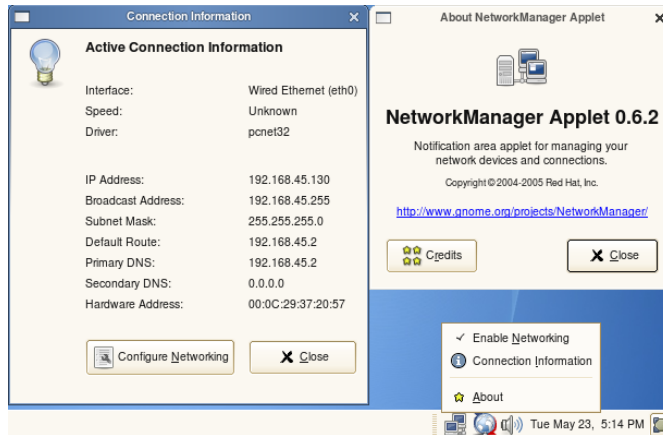 Connection Information
Active Connection Information
Interface: Wired Ethernet (eth0)
Speed: Unknown
Driver: pcnet32
IP Address: 192.168.45.130
Broadcast Address: 192.168.45.255
Subnet Mask: 255.255.255.0
Default Route: 192.168.45.2
Primary DNS: 192.168.45.2
Secondary DNS: 0.0.0.0
Hardware Address: 00:0C:29:37:20:57
Configure Networking
Close
About NetworkManager Applet
NetworkManager Applet 0.6.2
Notification area applet for managing your
network devices and connections.
Copyright © 2004-2005 Red Hat, Inc.
http://www.gnome.org/projects/NetworkManager/
Credits
Close
Enable Networking
Connection Information
About
Tue May 23, 5:14 PM